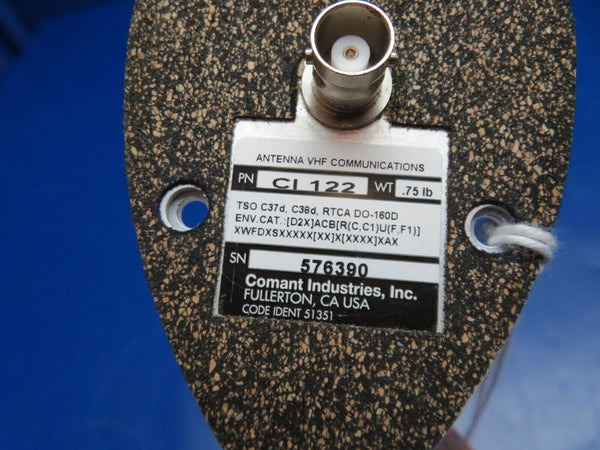 ANTENNA VHF COMMUNICATIONS
PN CI 122 WT .75 lb
TSO C37d, C38d, RTCA DO-160D
ENV.CAT.:[D2X]ACB[R(C,C1)U(F,F1)]
XWFDXSXXXXX[XX]X[XXXX]XAX
SN 576390
Comant Industries, Inc.
FULLERTON, CA USA
CODE IDENT 51351